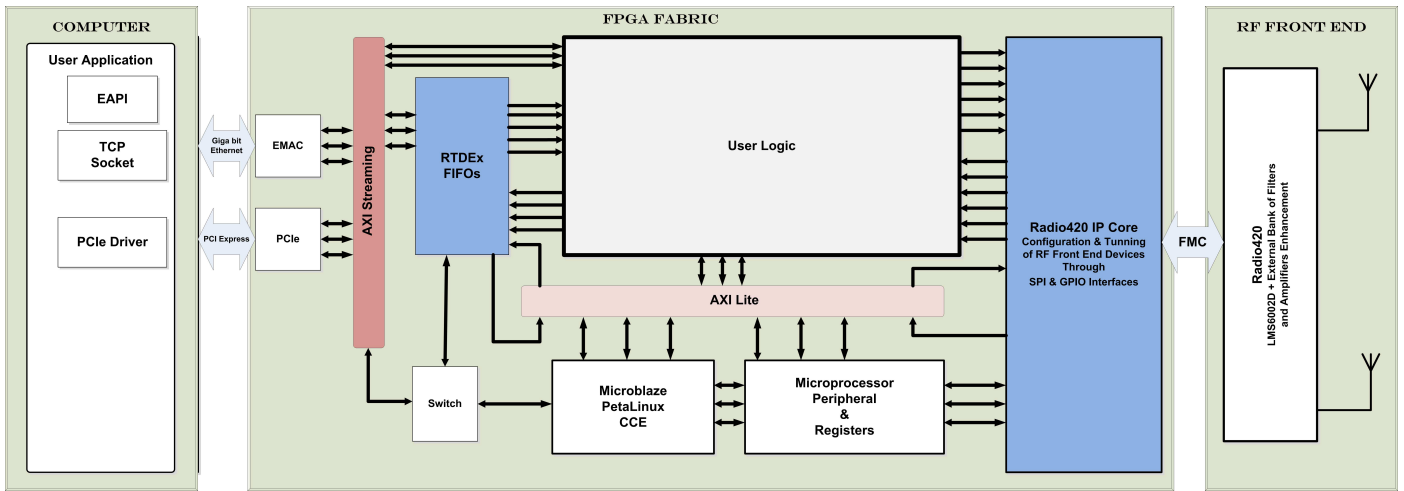 COMPUTER
User Application
EAPI
TCP
Socket
PCIe Driver
Giga bit
Ethernet
PCI Express
FPGA FABRIC
EMAC
PCIe
AXI Streaming
RTDEx
FIFOs
User Logic
AXI Lite
Switch
Microblaze
PetaLinux
CCE
Microprocessor
Peripheral
&
Registers
Radio420 IP Core
Configuration & Tunning
of RF Front End Devices
Through
SPI & GPIO Interfaces
FMC
RF FRONT END
Radio420
LMS6002D + External Bank of Filters
and Amplifiers Enhancement